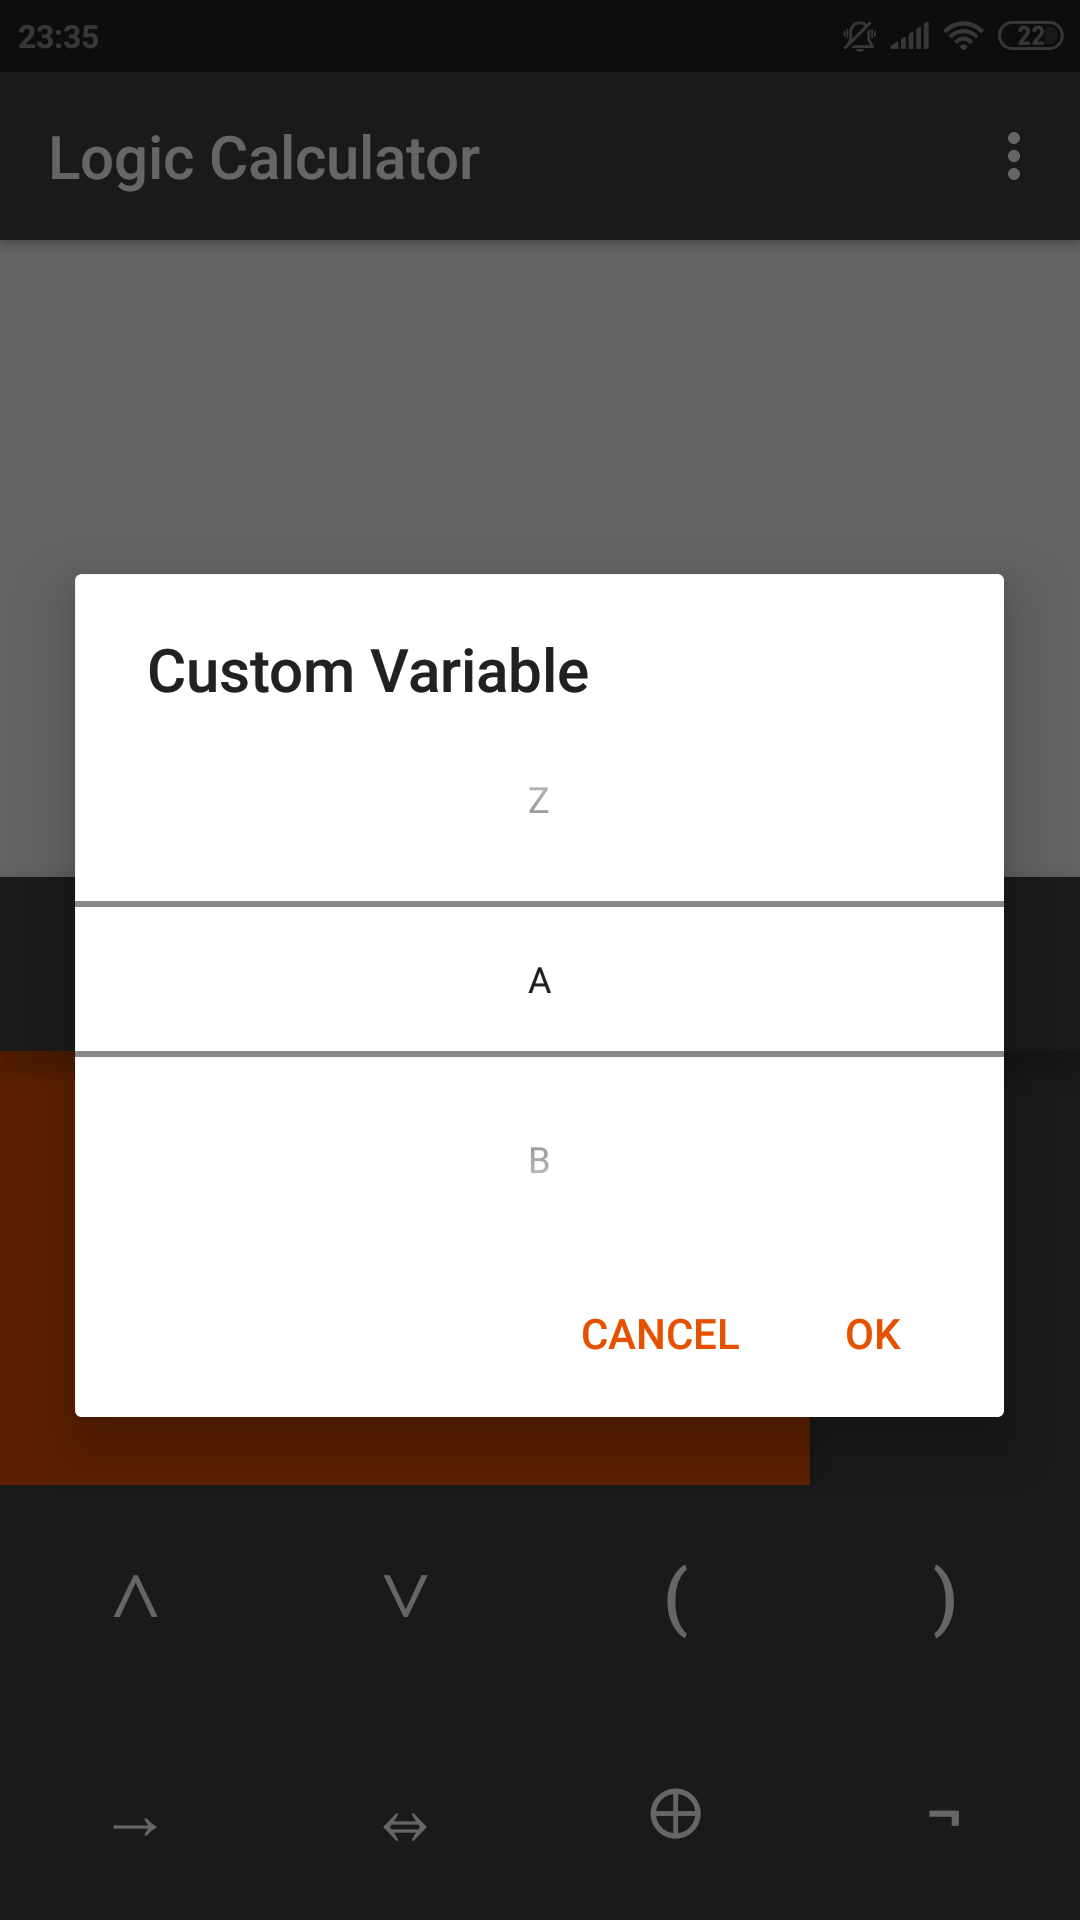 23:35 22
Logic Calculator
Custom Variable
Z
A
B
CANCEL OK
∧ ∨ ( )
→ ⇔ ⊕ ¬